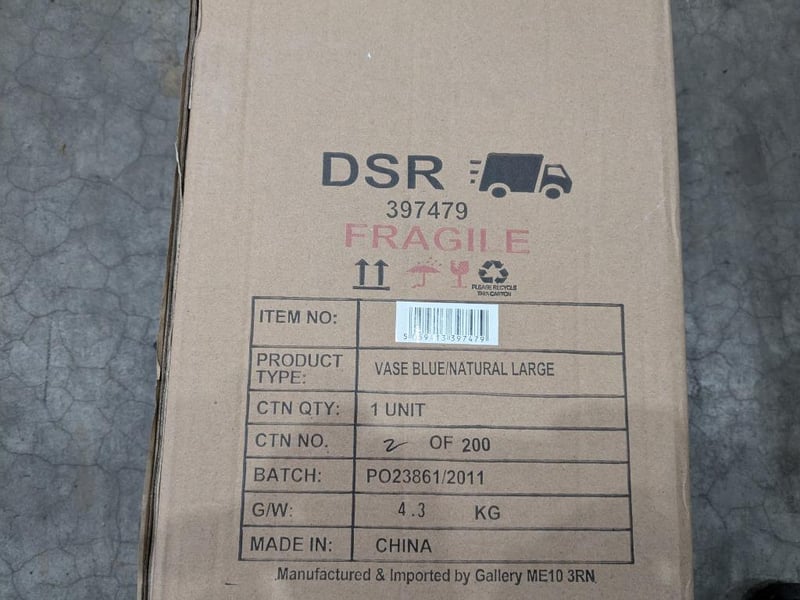 DSR
397479
FRAGILE
PLEASE RECYCLE
THIS CARTON
ITEM NO:
PRODUCT TYPE: VASE BLUE/NATURAL LARGE
CTN QTY: 1 UNIT
CTN NO. 2 OF 200
BATCH: PO23861/2011
G/W: 4.3 KG
MADE IN: CHINA
Manufactured & Imported by Gallery ME10 3RN